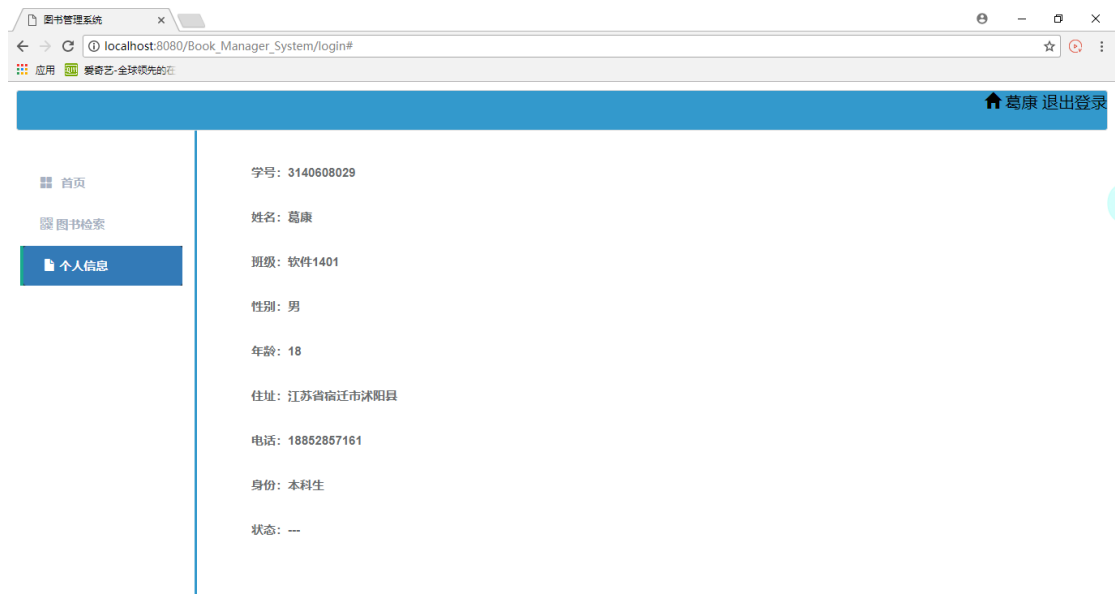 图书管理系统
localhost:8080/Book_Manager_System/login#
应用 爱奇艺-全球领先的在
葛康 退出登录
首页
图书检索
个人信息
学号：3140608029
姓名：葛康
班级：软件1401
性别：男
年龄：18
住址：江苏省宿迁市沭阳县
电话：18852857161
身份：本科生
状态：---